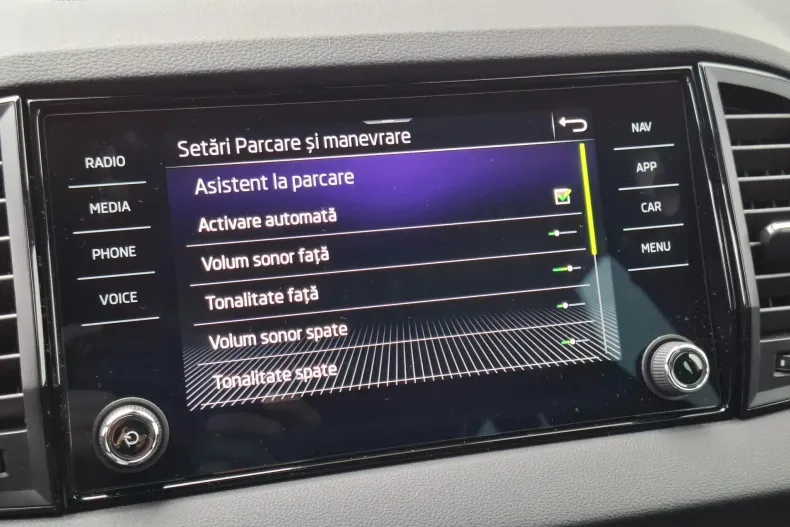 RADIO
MEDIA
PHONE
VOICE
Setări Parcare și manevrare
Asistent la parcare
Activare automată
Volum sonor față
Tonalitate față
Volum sonor spate
Tonalitate spate
NAV
APP
CAR
MENU